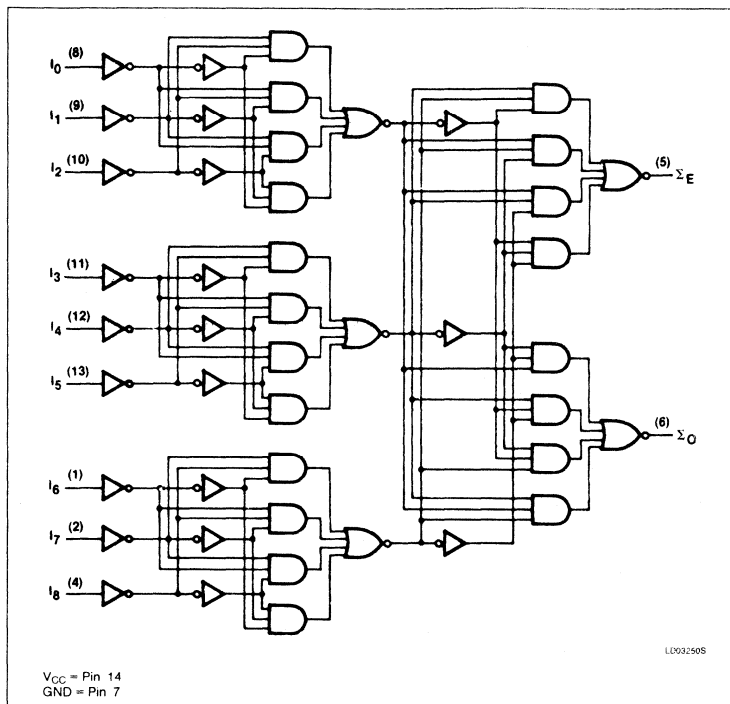 I0 (8)
I1 (9)
I2 (10)
(5) ΣE
I3 (11)
I4 (12)
I5 (13)
(6) ΣO
I6 (1)
I7 (2)
I8 (4)
LD03250S
VCC = Pin 14
GND = Pin 7